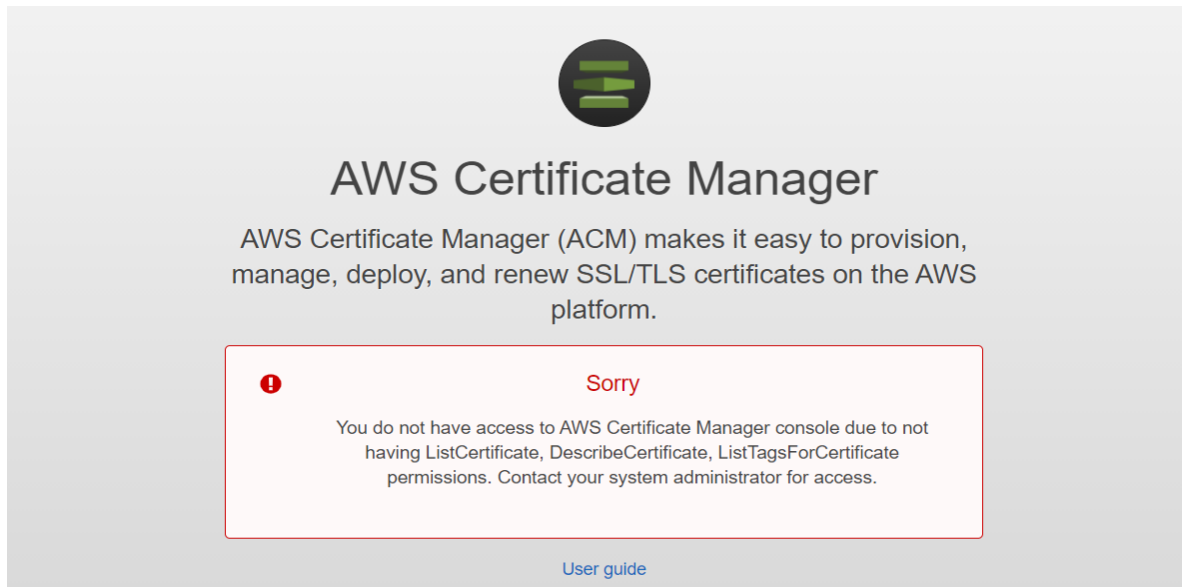 AWS Certificate Manager
AWS Certificate Manager (ACM) makes it easy to provision,
manage, deploy, and renew SSL/TLS certificates on the AWS
platform.
Sorry
You do not have access to AWS Certificate Manager console due to not
having ListCertificate, DescribeCertificate, ListTagsForCertificate
permissions. Contact your system administrator for access.
User guide